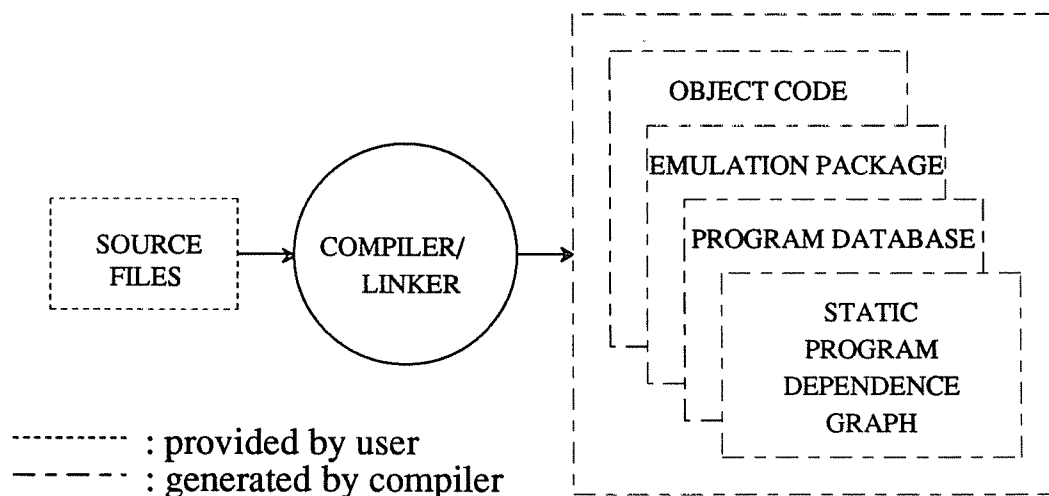 OBJECT CODE
EMULATION PACKAGE
PROGRAM DATABASE
STATIC
PROGRAM
DEPENDENCE
GRAPH
SOURCE
FILES
COMPILER/
LINKER
: provided by user
: generated by compiler